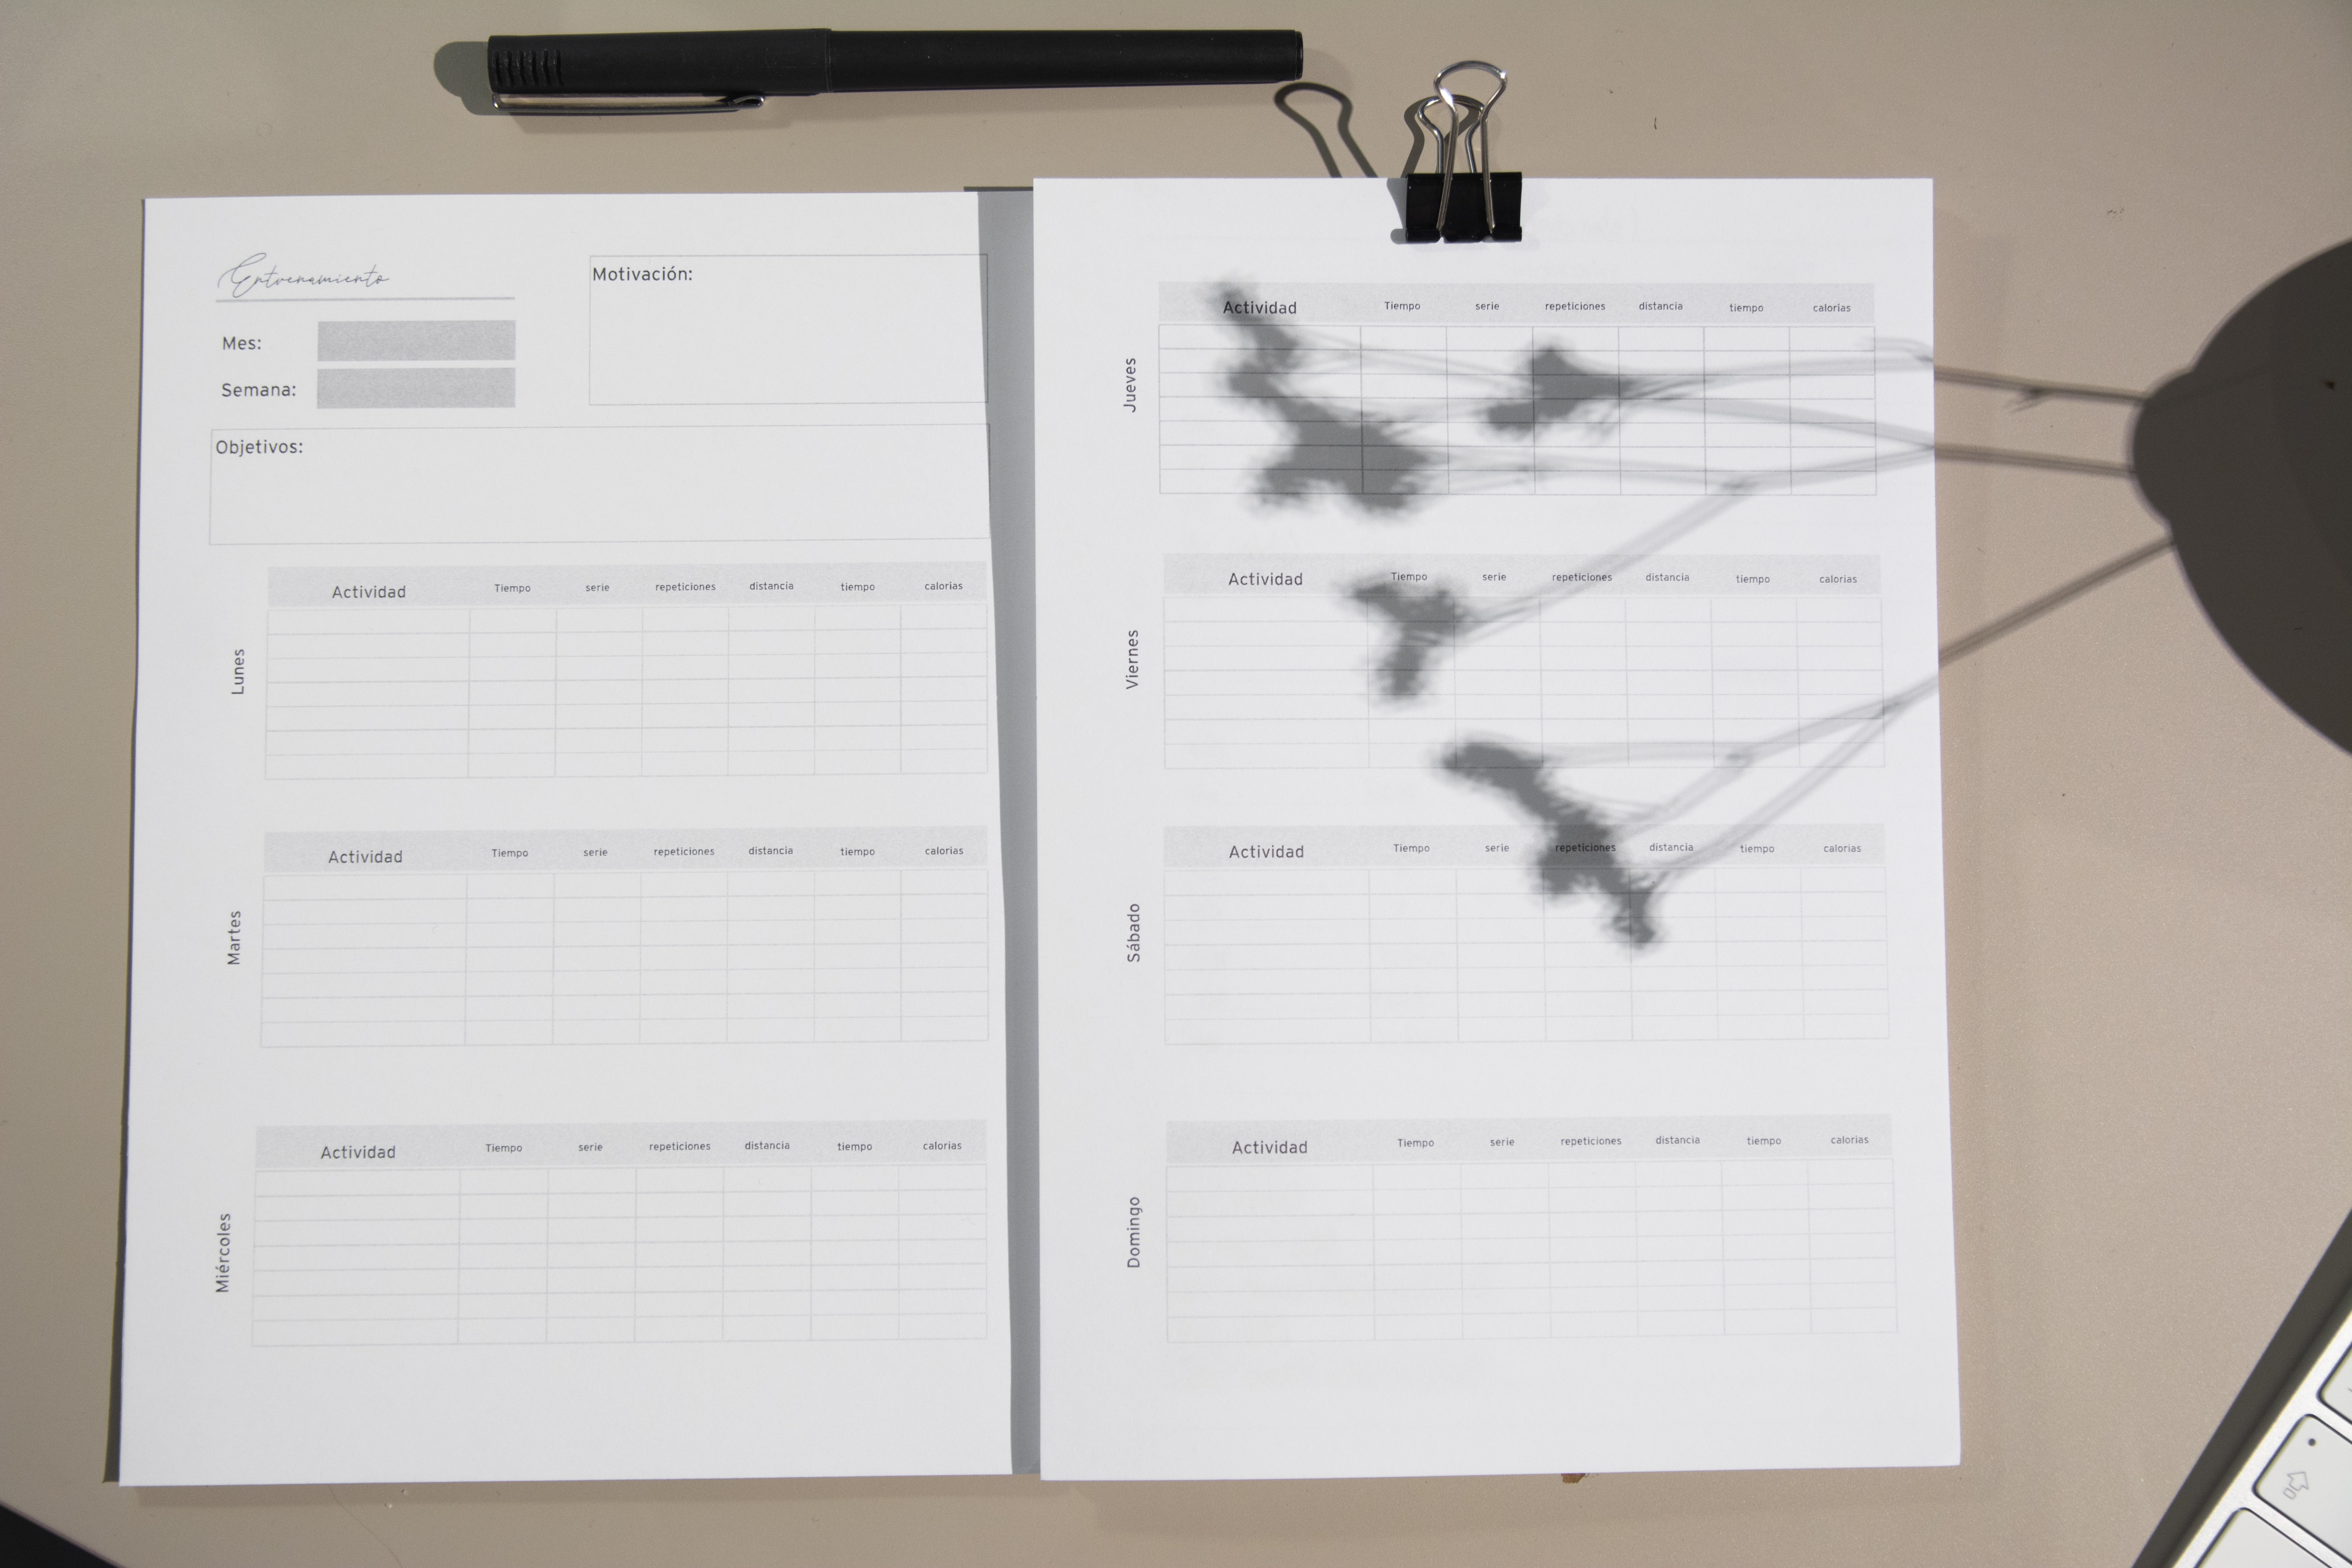 Entrenamiento
Motivación:
Mes:
Semana:
Objetivos:
Lunes
Actividad Tiempo serie repeticiones distancia tiempo calorias
Martes
Actividad Tiempo serie repeticiones distancia tiempo calorias
Miércoles
Actividad Tiempo serie repeticiones distancia tiempo calorias
Jueves
Actividad Tiempo serie repeticiones distancia tiempo calorias
Viernes
Actividad Tiempo serie repeticiones distancia tiempo calorias
Sábado
Actividad Tiempo serie repeticiones distancia tiempo calorias
Domingo
Actividad Tiempo serie repeticiones distancia tiempo calorias